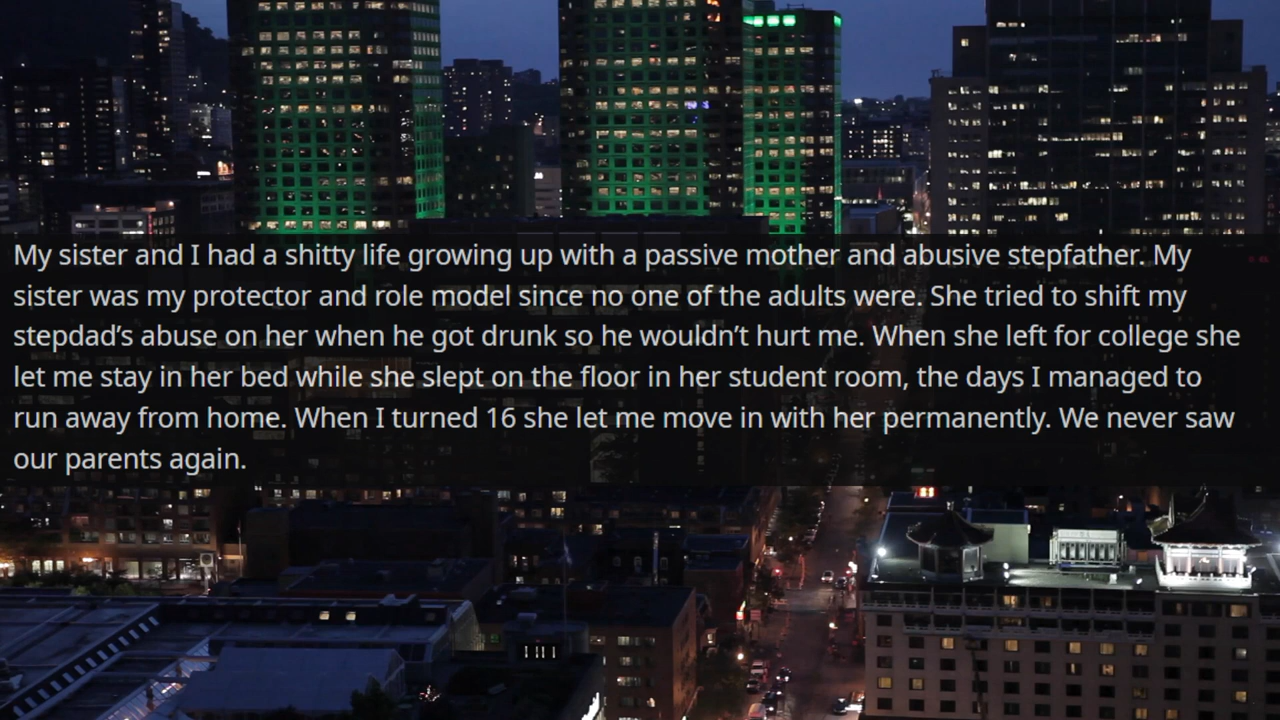 My sister and I had a shitty life growing up with a passive mother and abusive stepfather. My
sister was my protector and role model since no one of the adults were. She tried to shift my
stepdad’s abuse on her when he got drunk so he wouldn’t hurt me. When she left for college she
let me stay in her bed while she slept on the floor in her student room, the days I managed to
run away from home. When I turned 16 she let me move in with her permanently. We never saw
our parents again.